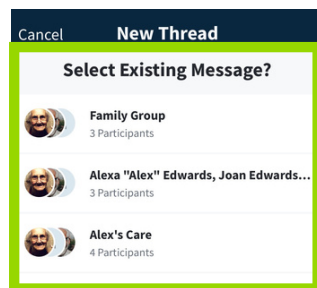 Cancel New Thread
Select Existing Message?
Family Group
3 Participants
Alexa "Alex" Edwards, Joan Edwards...
3 Participants
Alex's Care
4 Participants